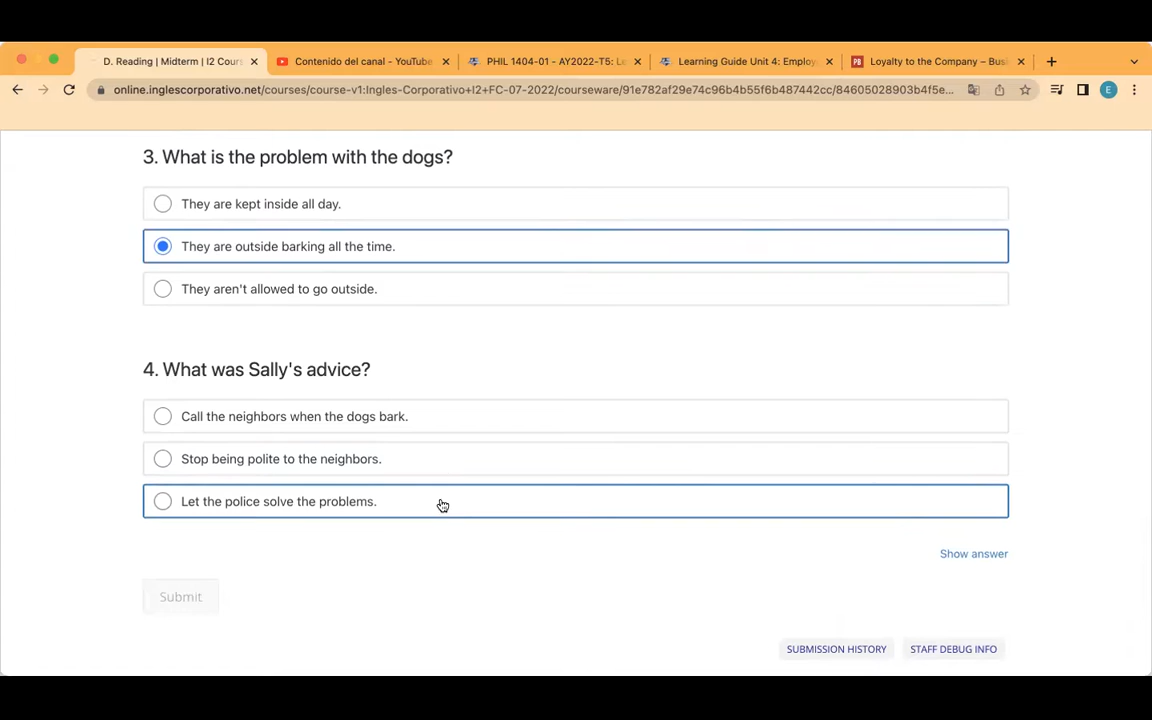 D. Reading | Midterm | I2 Cours
Contenido del canal - YouTube
PHIL 1404-01 - AY2022-T5: Le
Learning Guide Unit 4: Employ
Loyalty to the Company – Busi
online.inglescorporativo.net/courses/course-v1:Ingles-Corporativo+I2+FC-07-2022/courseware/91e782af29e74c96b4b55f6b487442cc/84605028903b4f5e...
E
3. What is the problem with the dogs?
They are kept inside all day.
They are outside barking all the time.
They aren't allowed to go outside.
4. What was Sally's advice?
Call the neighbors when the dogs bark.
Stop being polite to the neighbors.
Let the police solve the problems.
Show answer
Submit
SUBMISSION HISTORY
STAFF DEBUG INFO